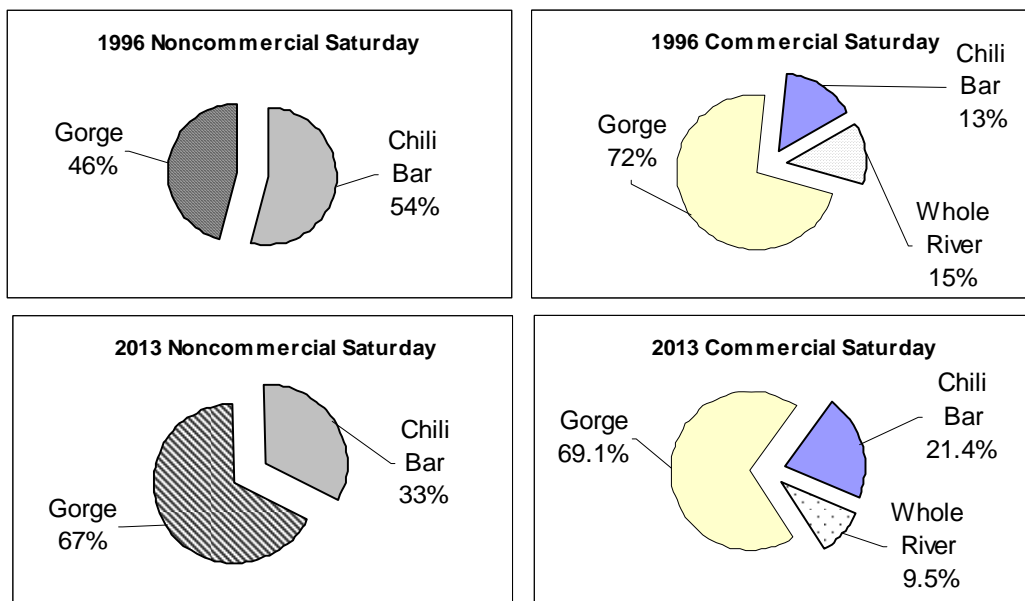 1996 Noncommercial Saturday
Gorge
46%
Chili
Bar
54%
1996 Commercial Saturday
Gorge
72%
Chili
Bar
13%
Whole
River
15%
2013 Noncommercial Saturday
Gorge
67%
Chili
Bar
33%
2013 Commercial Saturday
Gorge
69.1%
Chili
Bar
21.4%
Whole
River
9.5%